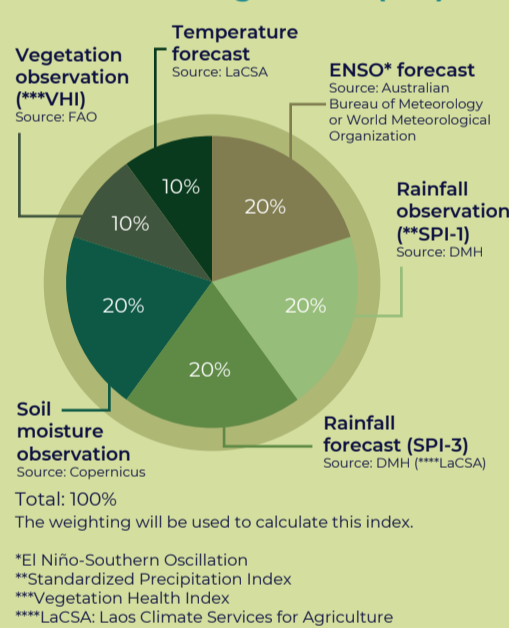 Temperature
forecast
Source: LaCSA
Vegetation
observation
(***VHI)
Source: FAO
ENSO* forecast
Source: Australian
Bureau of Meteorology
or World Meteorological
Organization
Rainfall
observation
(**SPI-1)
Source: DMH
10%
20%
10%
20%
20%
20%
Soil
moisture
observation
Source: Copernicus
Rainfall
forecast (SPI-3)
Source: DMH (****LaCSA)
Total: 100%
The weighting will be used to calculate this index.
*El Niño-Southern Oscillation
**Standardized Precipitation Index
***Vegetation Health Index
****LaCSA: Laos Climate Services for Agriculture